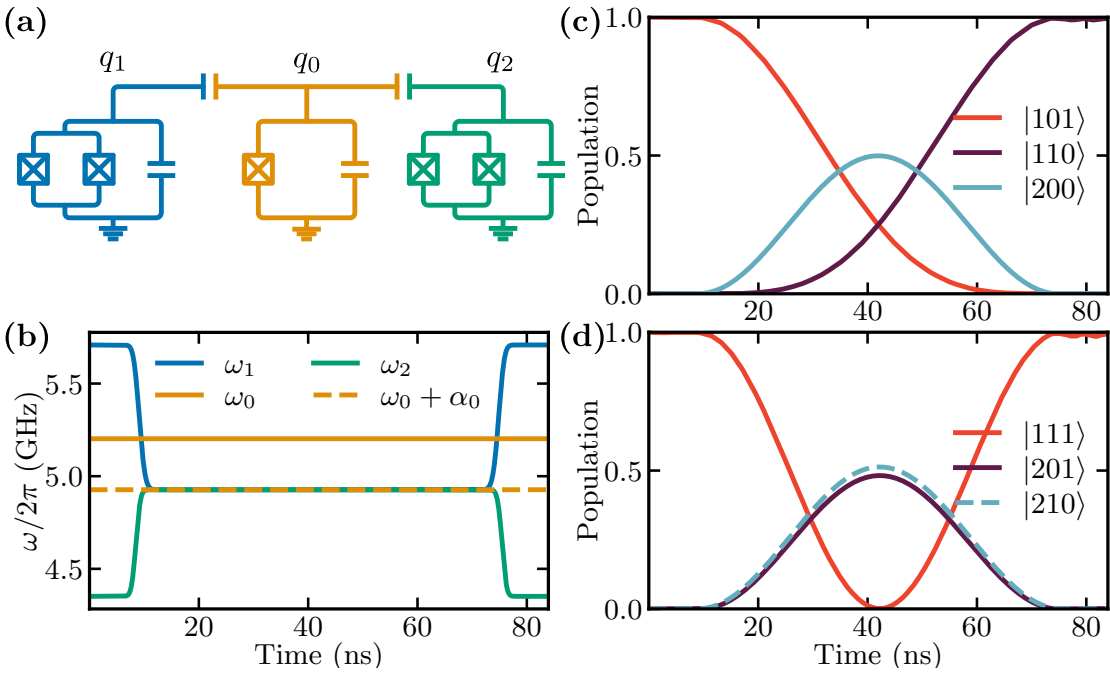 (a)
q₁ q₀ q₂
(b)
ω₁ ω₂
ω₀ ω₀ + α₀
5.5
5.0
4.5
ω/2π (GHz)
0 20 40 60 80
Time (ns)
(c)
1.0
0.5
0.0
Population
|101⟩
|110⟩
|200⟩
20 40 60 80
(d)
1.0
0.5
0.0
Population
|111⟩
|201⟩
|210⟩
20 40 60 80
Time (ns)